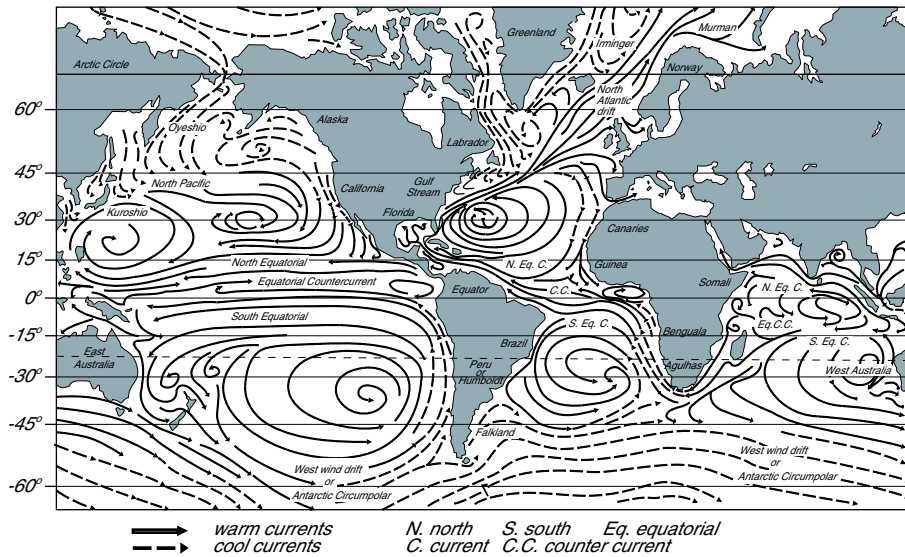 Greenland
Irminger
Murman
Arctic Circle
Norway
North
Atlantic
drift
60°
Alaska
Oyeshio
Labrador
45°
North Pacific
California
Gulf
Stream
Kuroshio
Florida
30°
Canaries
15°
North Equatorial
N. Eq. C.
Guinea
Somali
Equatorial Countercurrent
Equator
C.C.
N. Eq. C.
0°
South Equatorial
S. Eq. C.
Eq.C.C.
-15°
Benguala
East
Australia
Brazil
S. Eq. C.
Peru
or
Humboldt
Agulhas
West Australia
-30°
-45°
Falkland
West wind drift
or
Antarctic Circumpolar
West wind drift
or
Antarctic Circumpolar
-60°
warm currents N. north S. south Eq. equatorial
cool currents C. current C.C. counter current